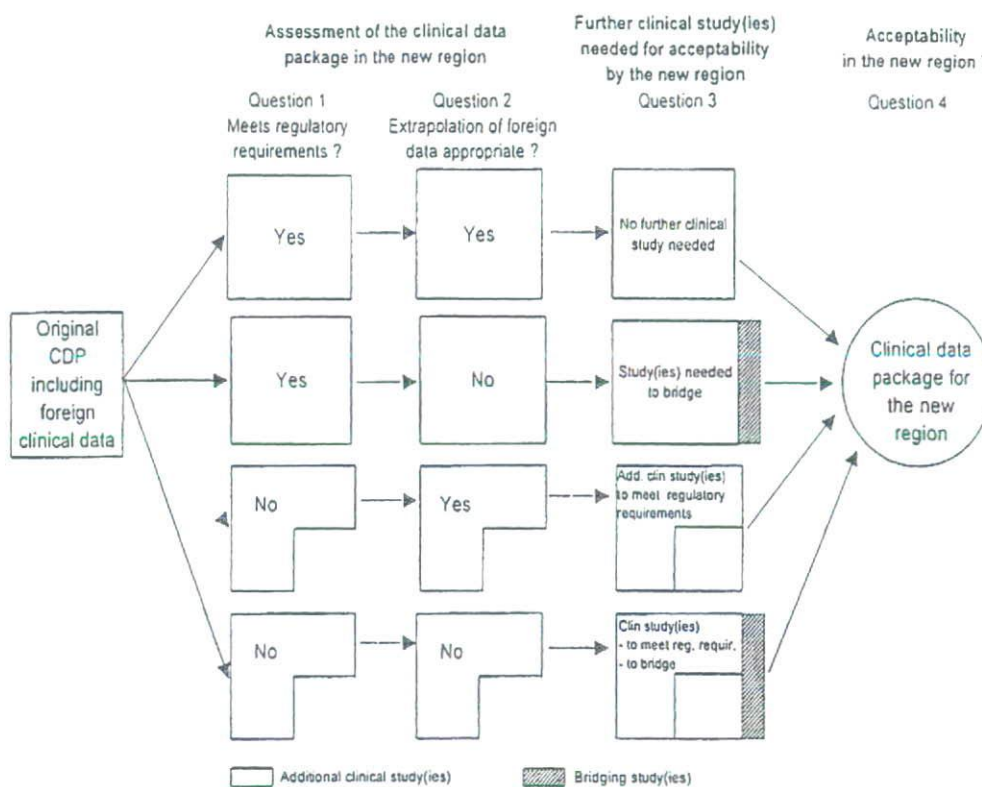 Assessment of the clinical data
package in the new region
Further clinical study(ies)
needed for acceptability
by the new region
Acceptability
in the new region
Question 1
Meets regulatory
requirements ?
Question 2
Extrapolation of foreign
data appropriate ?
Question 3
Question 4
Original
CDP
including
foreign
clinical data
Yes
Yes
No further clinical
study needed
Yes
No
Study(ies) needed
to bridge
No
Yes
Add. clin study(ies)
to meet regulatory
requirements
No
No
Clin study(ies)
- to meet reg. requir.
- to bridge
Clinical data
package for
the new
region
Additional clinical study(ies)
Bridging study(ies)